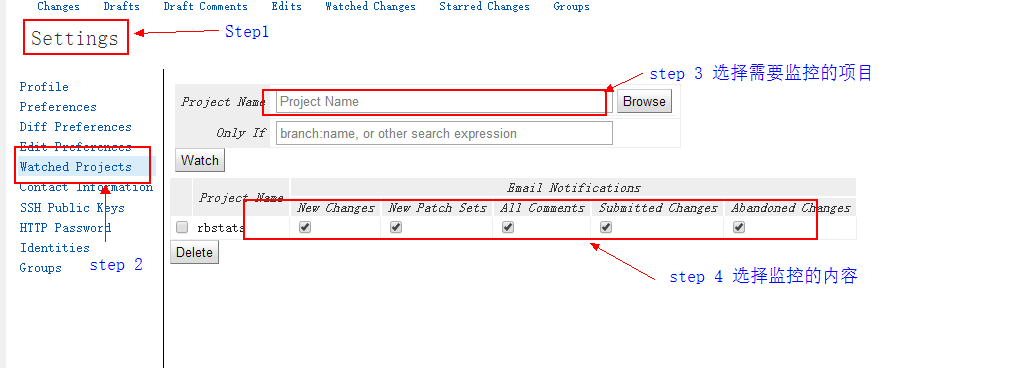 Changes Drafts Draft Comments Edits Watched Changes Starred Changes Groups
Settings
Step1
step 3 选择需要监控的项目
Profile
Preferences
Diff Preferences
Edit Preferences
Watched Projects
Contact Information
SSH Public Keys
HTTP Password
Identities
Groups
step 2
Project Name Project Name Browse
Only If branch:name, or other search expression
Watch
Project Name Email Notifications
New Changes New Patch Sets All Comments Submitted Changes Abandoned Changes
rbstats
Delete
step 4 选择监控的内容